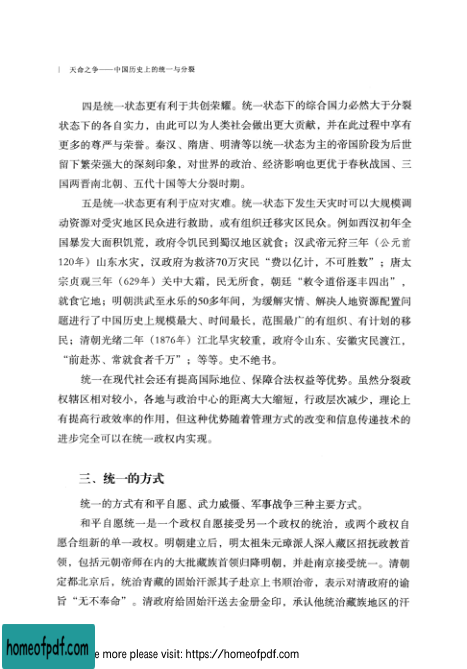 天命之争——中国历史上的统一与分裂
四是统一状态更有利于共创荣耀。统一状态下的综合国力必然大于分裂
状态下的各自实力，由此可以为人类社会做出更大贡献，并在此过程中享有
更多的尊严与荣誉。秦汉、隋唐、明清等以统一状态为主的帝国阶段为后世
留下繁荣强大的深刻印象，对世界的政治、经济影响也更优于春秋战国、三
国两晋南北朝、五代十国等大分裂时期。
五是统一状态更有利于应对灾难。统一状态下发生天灾时可以大规模调
动资源对受灾地区民众进行救助，或有组织迁移灾区民众。例如西汉初年全
国暴发大面积饥荒，政府令饥民到蜀汉地区就食；汉武帝元狩三年（公元前
120年）山东水灾，汉政府为救济70万灾民“费以亿计，不可胜数”；唐太
宗贞观三年（629年）关中大霜，民无所食，朝廷“敕令道俗逐丰四出”，
就食它地；明朝洪武至永乐的50多年间，为缓解灾情、解决人地资源配置问
题进行了中国历史上规模最大、时间最长，范围最广的有组织、有计划的移
民；清朝光绪二年（1876年）江北旱灾较重，政府令山东、安徽灾民渡江，
“前赴苏、常就食者千万”；等等。史不绝书。
统一在现代社会还有提高国际地位、保障合法权益等优势。虽然分裂政
权辖区相对较小，各地与政治中心的距离大大缩短，行政层次减少，理论上
有提高行政效率的作用，但这种优势随着管理方式的改变和信息传递技术的
进步完全可以在统一政权内实现。
三、统一的方式
统一的方式有和平自愿、武力威慑、军事战争三种主要方式。
和平自愿统一是一个政权自愿接受另一个政权的统治，或两个政权自
愿合组新的单一政权。明朝建立后，明太祖朱元璋派人深入藏区招抚政教首
领，包括元朝帝师在内的大批藏族首领归降明朝，并赴南京接受统一。清朝
定都北京后，统治青藏的固始汗派其子赴京上书顺治帝，表示对清政府的谕
旨“无不奉命”。清政府给固始汗送去金册金印，承认他统治藏族地区的汗
homeofpdf.com
e more please visit: https://homeofpdf.com